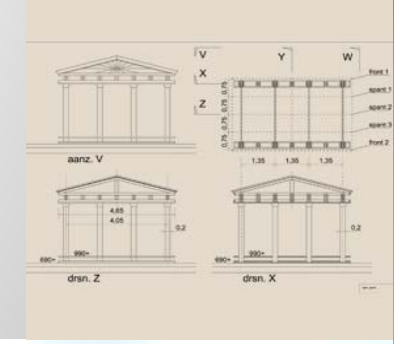 V
Y
W
X
Z
front 1
spant 1
spant 2
spant 3
front 2
0,75
0,75
0,75
0,75
1,35
1,35
1,35
aanz. V
4,65
4,05
0,2
690+
990+
drsn. Z
0,2
690+
990+
drsn. X